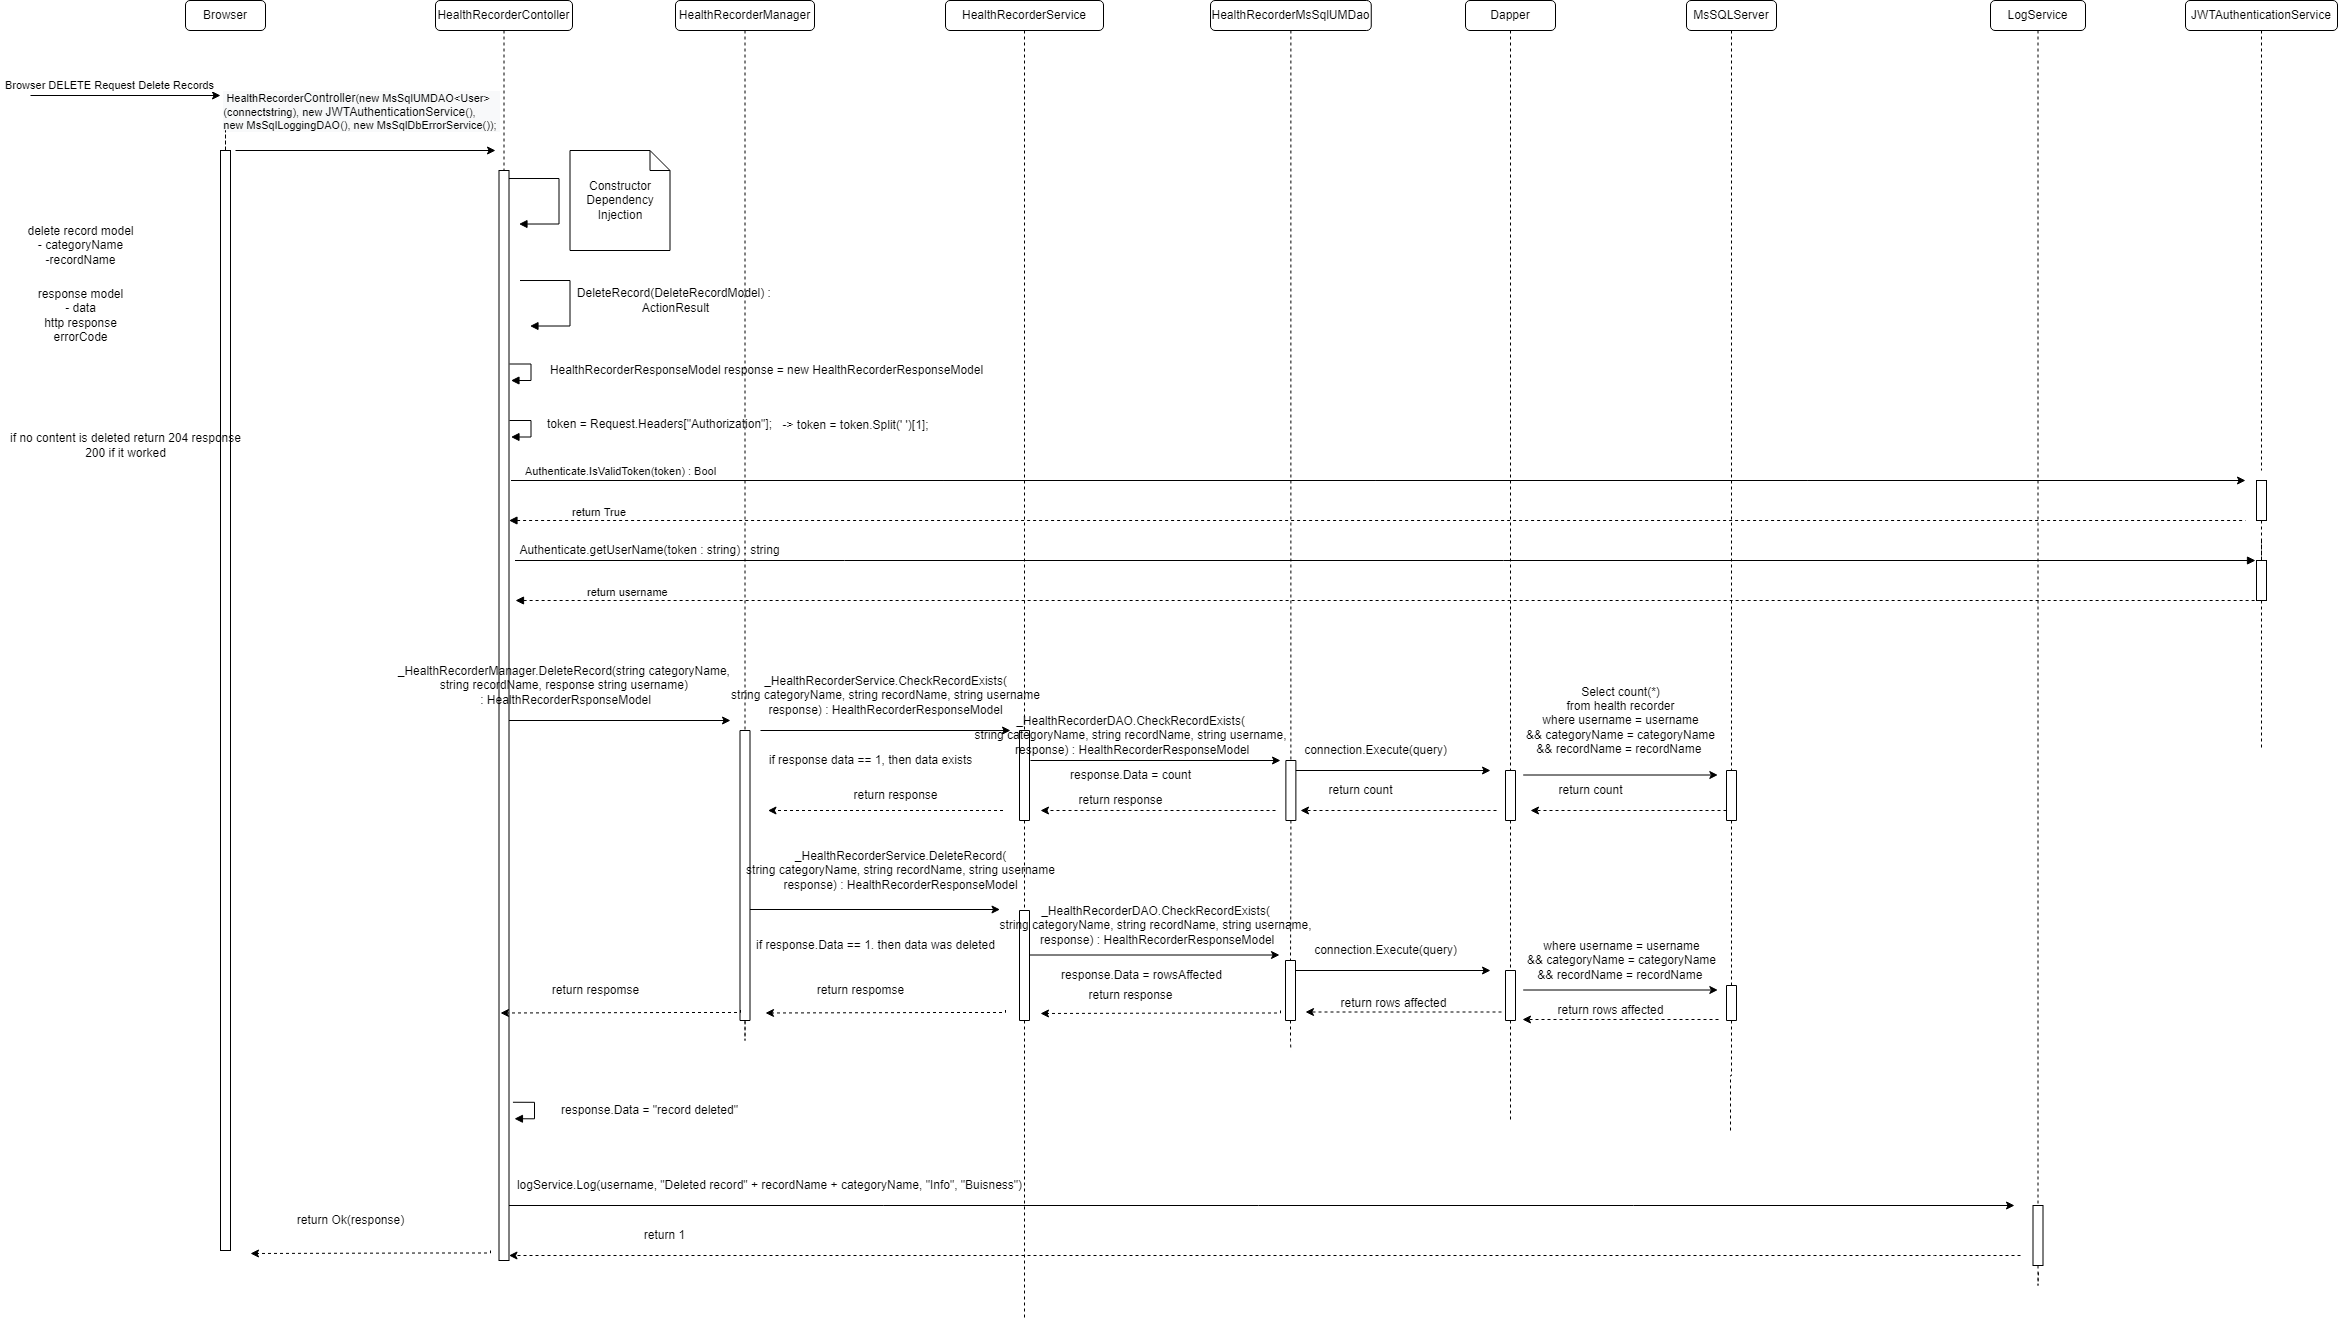 Browser
HealthRecorderContoller
HealthRecorderManager
HealthRecorderService
HealthRecorderMsSqlUMDao
Dapper
MsSQLServer
LogService
JWTAuthenticationService
Browser DELETE Request Delete Records
HealthRecorderController(new MsSqlUMDAO<User>
(connectstring), new JWTAuthenticationService(),
new MsSqlLoggingDAO(), new MsSqlDbErrorService());
Constructor
Dependency
Injection
delete record model
- categoryName
-recordName
response model
- data
http response
errorCode
DeleteRecord(DeleteRecordModel) :
ActionResult
HealthRecorderResponseModel response = new HealthRecorderResponseModel
token = Request.Headers["Authorization"];   -> token = token.Split(' ')[1];
if no content is deleted return 204 response
200 if it worked
Authenticate.IsValidToken(token) : Bool
return True
Authenticate.getUserName(token : string) : string
return username
_HealthRecorderManager.DeleteRecord(string categoryName,
string recordName, response string username)
: HealthRecorderRsponseModel
_HealthRecorderService.CheckRecordExists(
string categoryName, string recordName, string username
response) : HealthRecorderResponseModel
_HealthRecorderDAO.CheckRecordExists(
string categoryName, string recordName, string username,
response) : HealthRecorderResponseModel
connection.Execute(query)
Select count(*)
from health recorder
where username = username
&& categoryName = categoryName
&& recordName = recordName
if response data == 1, then data exists
response.Data = count
return response
return response
return count
return count
_HealthRecorderService.DeleteRecord(
string categoryName, string recordName, string username
response) : HealthRecorderResponseModel
_HealthRecorderDAO.CheckRecordExists(
string categoryName, string recordName, string username,
response) : HealthRecorderResponseModel
connection.Execute(query)
where username = username
&& categoryName = categoryName
&& recordName = recordName
if response.Data == 1. then data was deleted
response.Data = rowsAffected
return respomse
return respomse
return response
return rows affected
return rows affected
response.Data = "record deleted"
logService.Log(username, "Deleted record" + recordName + categoryName, "Info", "Buisness")
return Ok(response)
return 1